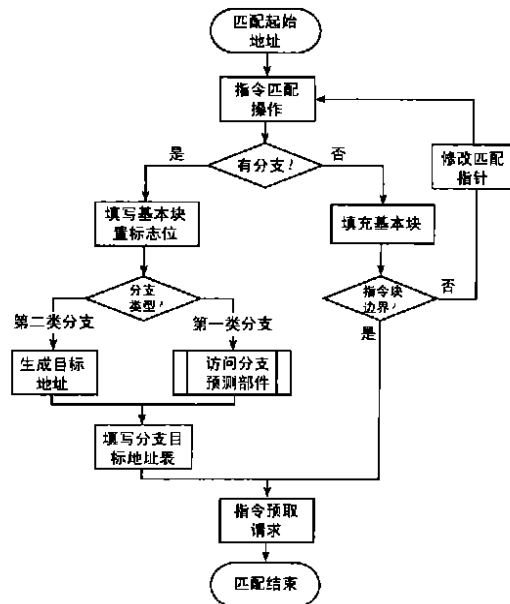 匹配起始
地址
指令匹配
操作
是
有分支?
否
修改匹配
指针
填写基本块
置标志位
填充基本块
分支
类型?
指令块
边界?
否
第二类分支
第一类分支
是
生成目标
地址
访问分支
预测部件
填写分支目
标地址表
指令预取
请求
匹配结束